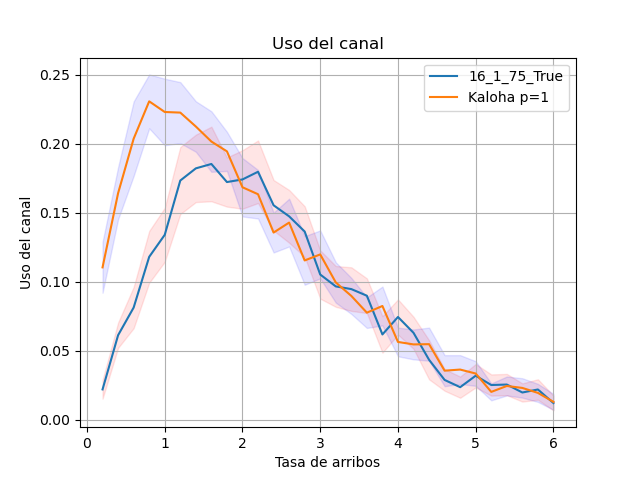 Uso del canal
16_1_75_True
Kaloha p=1
0.25
0.20
0.15
0.10
0.05
0.00
Uso del canal
0 1 2 3 4 5 6
Tasa de arribos